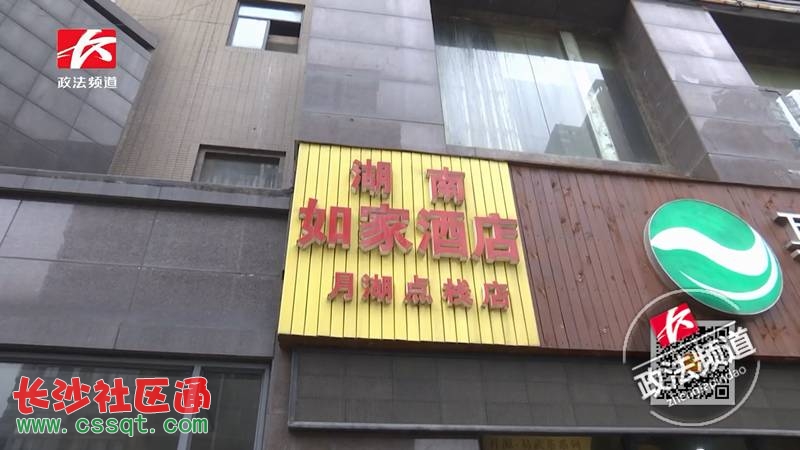 政法频道
湖南
如家酒店
月湖点栈店
政法频道
zhengfapindao
长沙社区通
www.cssqt.com